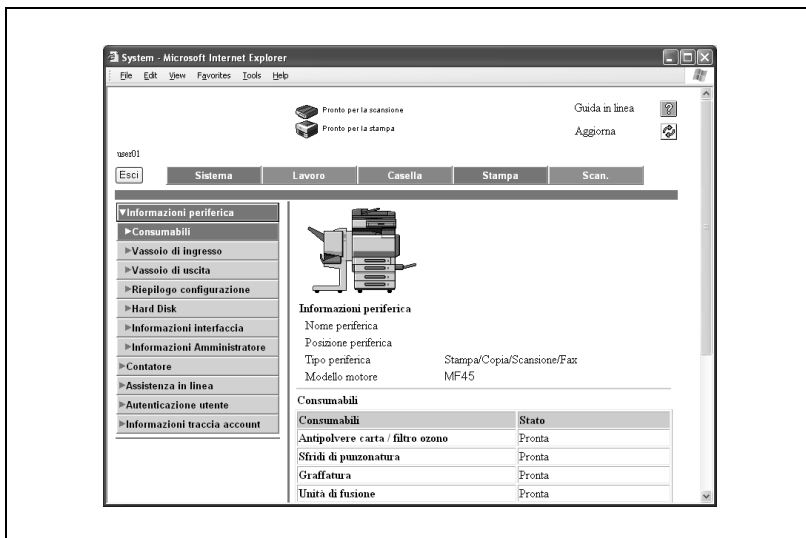 System - Microsoft Internet Explorer
File Edit View Favorites Tools Help
Pronto per la scansione
Pronto per la stampa
Guida in linea
Aggiorna
user01
Esci
Sistema Lavoro Casella Stampa Scan.
Informazioni periferica
Consumabili
Vassoio di ingresso
Vassoio di uscita
Riepilogo configurazione
Hard Disk
Informazioni interfaccia
Informazioni Amministratore
Contatore
Assistenza in linea
Autenticazione utente
Informazioni traccia account
Informazioni periferica
Nome periferica
Posizione periferica
Tipo periferica Stampa/Copia/Scansione/Fax
Modello motore MF45
Consumabili
Consumabili Stato
Antipolvere carta / filtro ozono Pronta
Sfridi di punzonatura Pronta
Graffatura Pronta
Unità di fusione Pronta